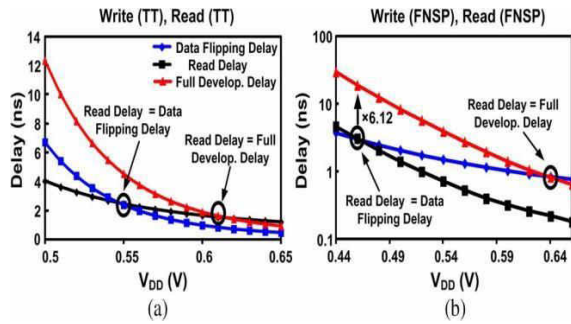 Write (TT), Read (TT)
14
12
10
8
6
4
2
0
Delay (ns)
Data Flipping Delay
Read Delay
Full Develop. Delay
Read Delay = Data
Flipping Delay
Read Delay = Full
Develop. Delay
0.5
0.55
0.6
0.65
VDD (V)
(a)
Write (FNSP), Read (FNSP)
100
10
1
0.1
Delay (ns)
×6.12
Read Delay = Full
Develop. Delay
Read Delay =
Data Flipping
Delay
0.44
0.49
0.54
0.59
0.64
VDD (V)
(b)